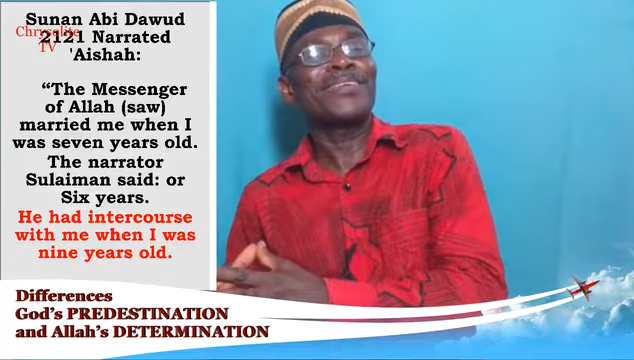 Sunan Abi Dawud
Chrysolite
2121 Narrated
TV
'Aishah:
“The Messenger
of Allah (saw)
married me when I
was seven years old.
The narrator
Sulaiman said: or
Six years.
He had intercourse
with me when I was
nine years old.
Differences
God's PREDESTINATION
and Allah's DETERMINATION